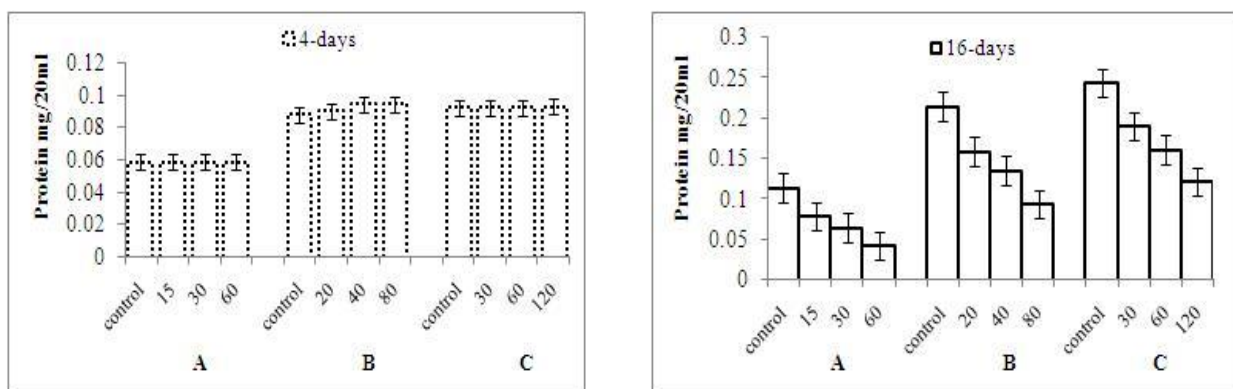 4-days
Protein mg/20ml
0.12
0.1
0.08
0.06
0.04
0.02
0
control 15 30 60 control 20 40 80 control 30 60 120
A B C
16-days
Protein mg/20ml
0.3
0.25
0.2
0.15
0.1
0.05
0
control 15 30 60 control 20 40 80 control 30 60 120
A B C